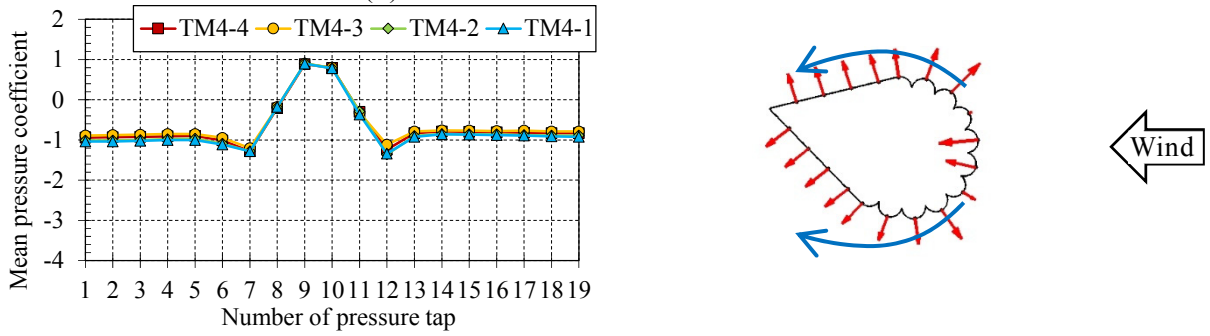 TM4-4 TM4-3 TM4-2 TM4-1
Mean pressure coefficient
2
1
0
-1
-2
-3
-4
1 2 3 4 5 6 7 8 9 10 11 12 13 14 15 16 17 18 19
Number of pressure tap
Wind